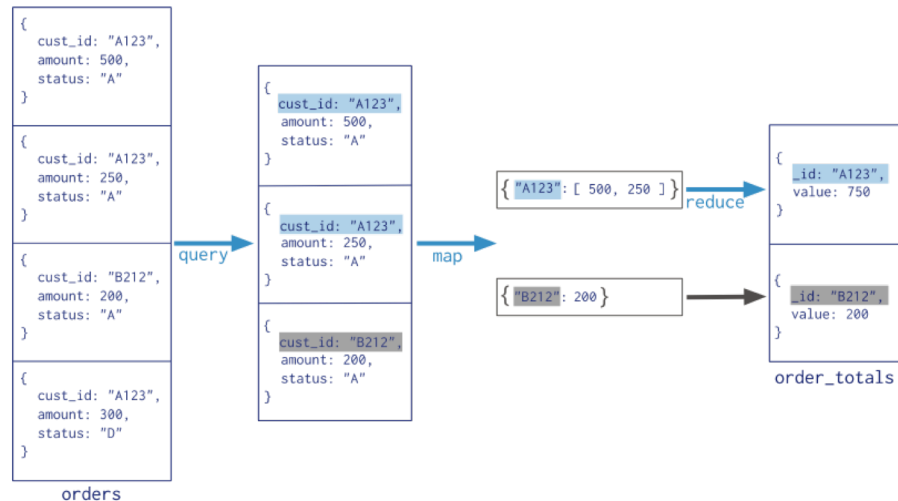 {
cust_id: "A123",
amount: 500,
status: "A"
}
{
cust_id: "A123",
amount: 250,
status: "A"
}
{
cust_id: "B212",
amount: 200,
status: "A"
}
{
cust_id: "A123",
amount: 300,
status: "D"
}
orders
query
{
cust_id: "A123",
amount: 500,
status: "A"
}
{
cust_id: "A123",
amount: 250,
status: "A"
}
{
cust_id: "B212",
amount: 200,
status: "A"
}
map
{ "A123": [ 500, 250 ] }
{ "B212": 200 }
reduce
{
_id: "A123",
value: 750
}
{
_id: "B212",
value: 200
}
order_totals